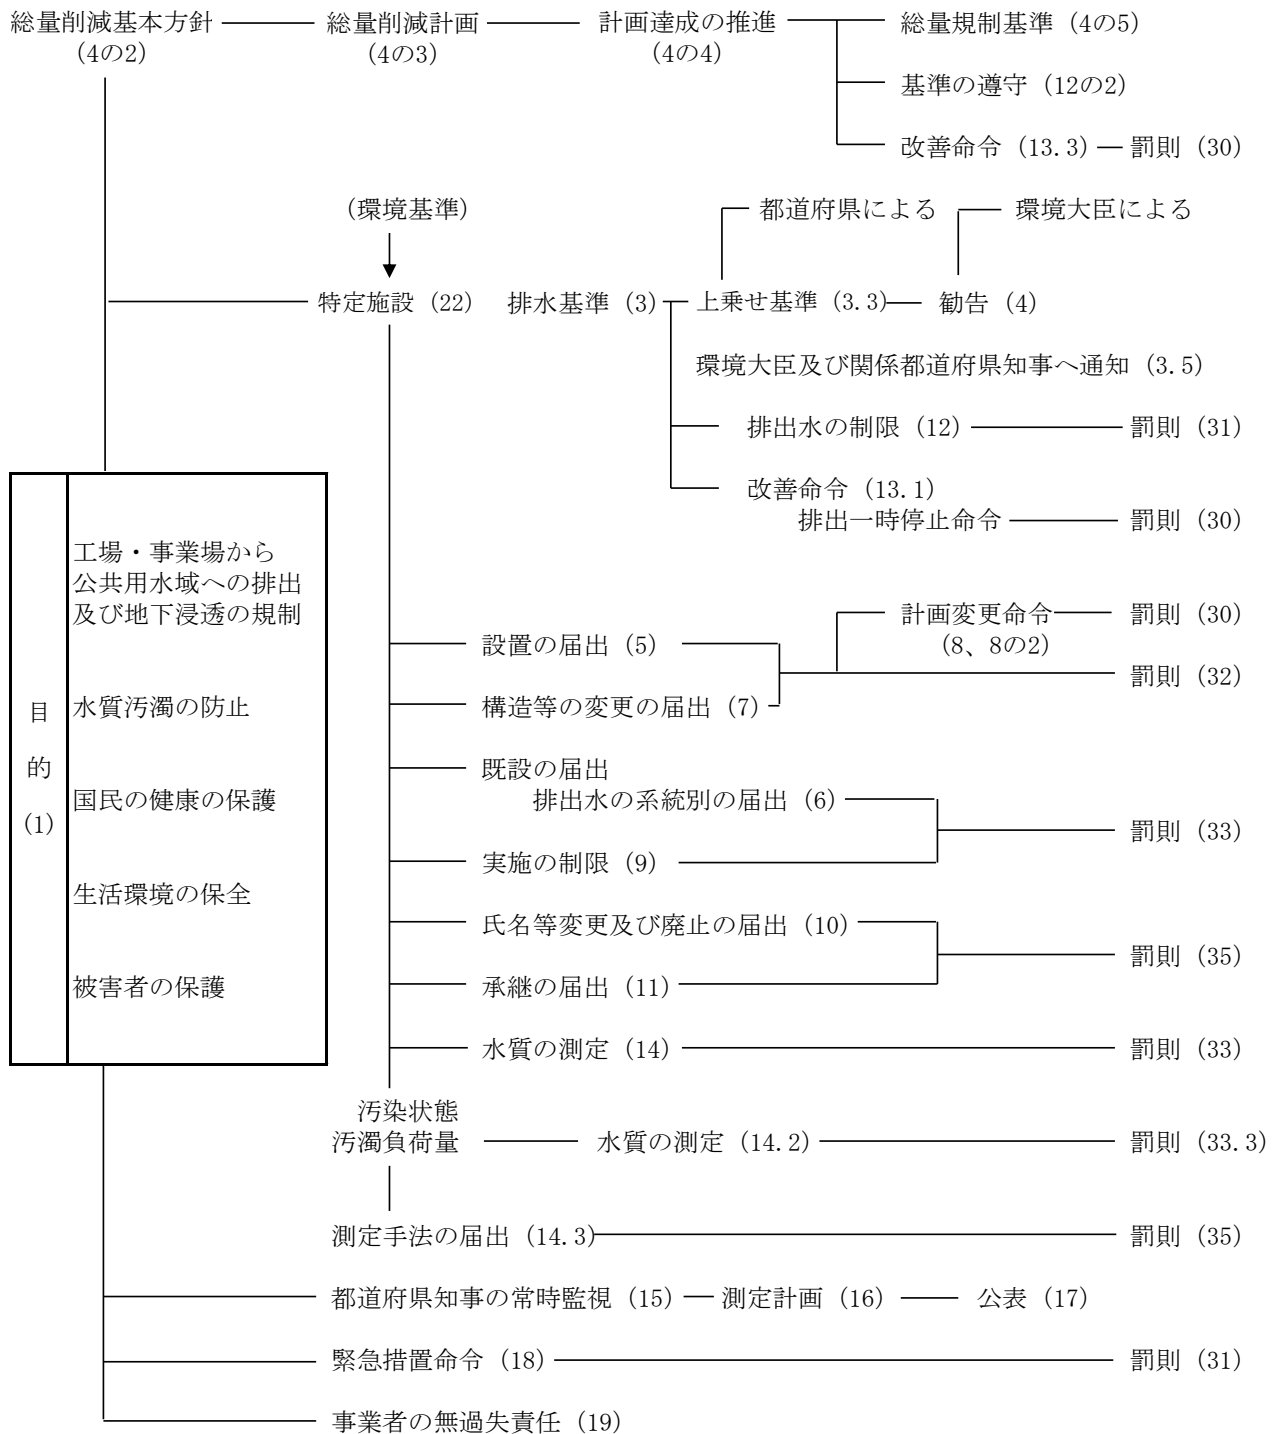 総量削減基本方針 総量削減計画 計画達成の推進 総量規制基準（4の5）
（4の2） （4の3） （4の4）
基準の遵守（12の2）
改善命令（13.3） 罰則（30）
（環境基準） 都道府県による 環境大臣による
特定施設（22） 排水基準（3） 上乗せ基準（3.3） 勧告（4）
環境大臣及び関係都道府県知事へ通知（3.5）
排出水の制限（12） 罰則（31）
改善命令（13.1）
排出一時停止命令 罰則（30）
目
的
（1）
工場・事業場から
公共用水域への排出
及び地下浸透の規制
水質汚濁の防止
国民の健康の保護
生活環境の保全
被害者の保護
計画変更命令 罰則（30）
設置の届出（5） （8、8の2）
罰則（32）
構造等の変更の届出（7）
既設の届出
排出水の系統別の届出（6）
罰則（33）
実施の制限（9）
氏名等変更及び廃止の届出（10）
罰則（35）
承継の届出（11）
水質の測定（14） 罰則（33）
汚染状態
汚濁負荷量 水質の測定（14.2） 罰則（33.3）
測定手法の届出（14.3） 罰則（35）
都道府県知事の常時監視（15） 測定計画（16） 公表（17）
緊急措置命令（18） 罰則（31）
事業者の無過失責任（19）